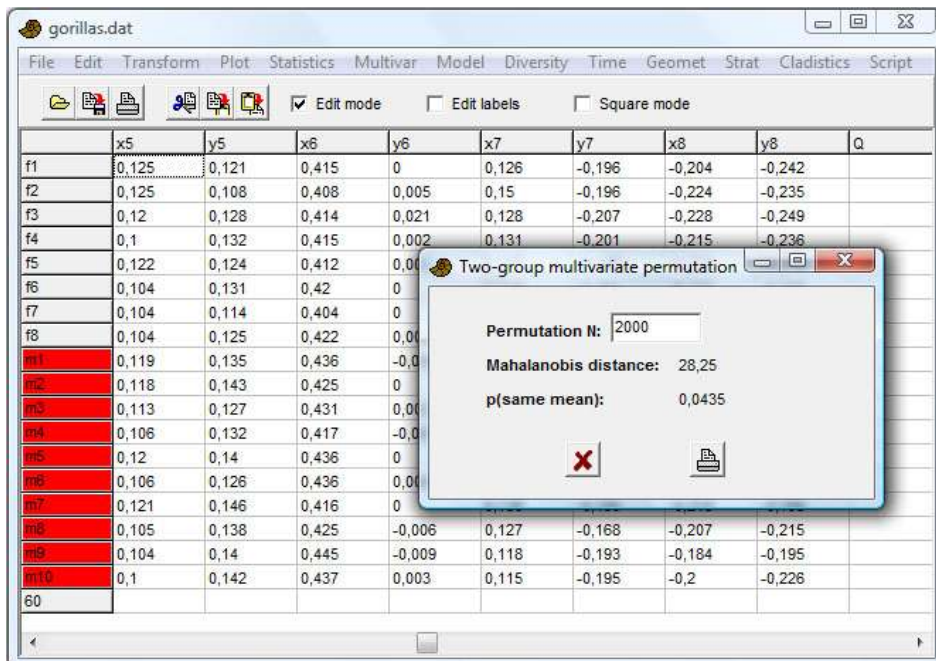 gorillas.dat
File Edit Transform Plot Statistics Multivar Model Diversity Time Geomet Strat Cladistics Script
Edit mode Edit labels Square mode
x5 y5 x6 y6 x7 y7 x8 y8 Q
f1 0,125 0,121 0,415 0 0,126 -0,196 -0,204 -0,242
f2 0,125 0,108 0,408 0,005 0,15 -0,196 -0,224 -0,235
f3 0,12 0,128 0,414 0,021 0,128 -0,207 -0,228 -0,249
f4 0,1 0,132 0,415 0,002 0,131 -0,201 -0,215 -0,236
f5 0,122 0,124 0,412
f6 0,104 0,131 0,42 0
f7 0,104 0,114 0,404 0
f8 0,104 0,125 0,422
m1 0,119 0,135 0,436
m2 0,118 0,143 0,425 0
m3 0,113 0,127 0,431
m4 0,106 0,132 0,417
m5 0,12 0,14 0,436 0
m6 0,106 0,126 0,436
m7 0,121 0,146 0,416 0
m8 0,105 0,138 0,425 -0,006 0,127 -0,168 -0,207 -0,215
m9 0,104 0,14 0,445 -0,009 0,118 -0,193 -0,184 -0,195
m10 0,1 0,142 0,437 0,003 0,115 -0,195 -0,2 -0,226
60
Two-group multivariate permutation
Permutation N: 2000
Mahalanobis distance: 28,25
p(same mean): 0,0435